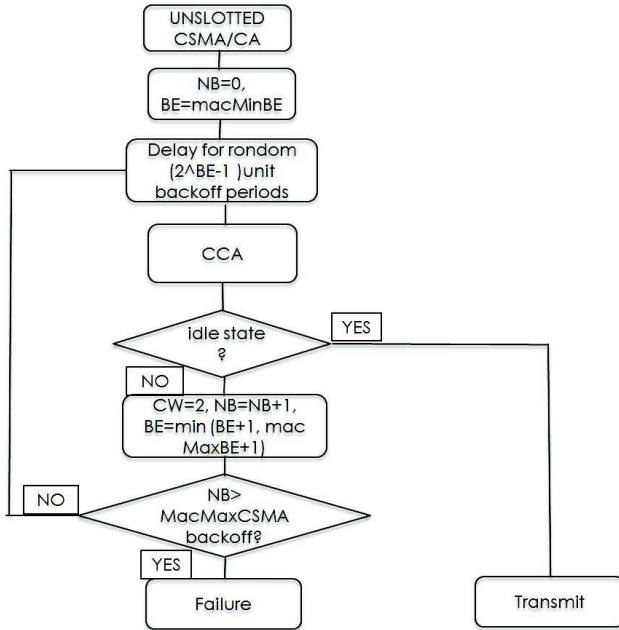 UNSLOTTED
CSMA/CA
NB=0,
BE=macMinBE
Delay for rondom
(2^BE-1 )unit
backoff periods
CCA
idle state
?
YES
NO
CW=2, NB=NB+1,
BE=min (BE+1, mac
MaxBE+1)
NB>
MacMaxCSMA
backoff?
NO
YES
Failure
Transmit